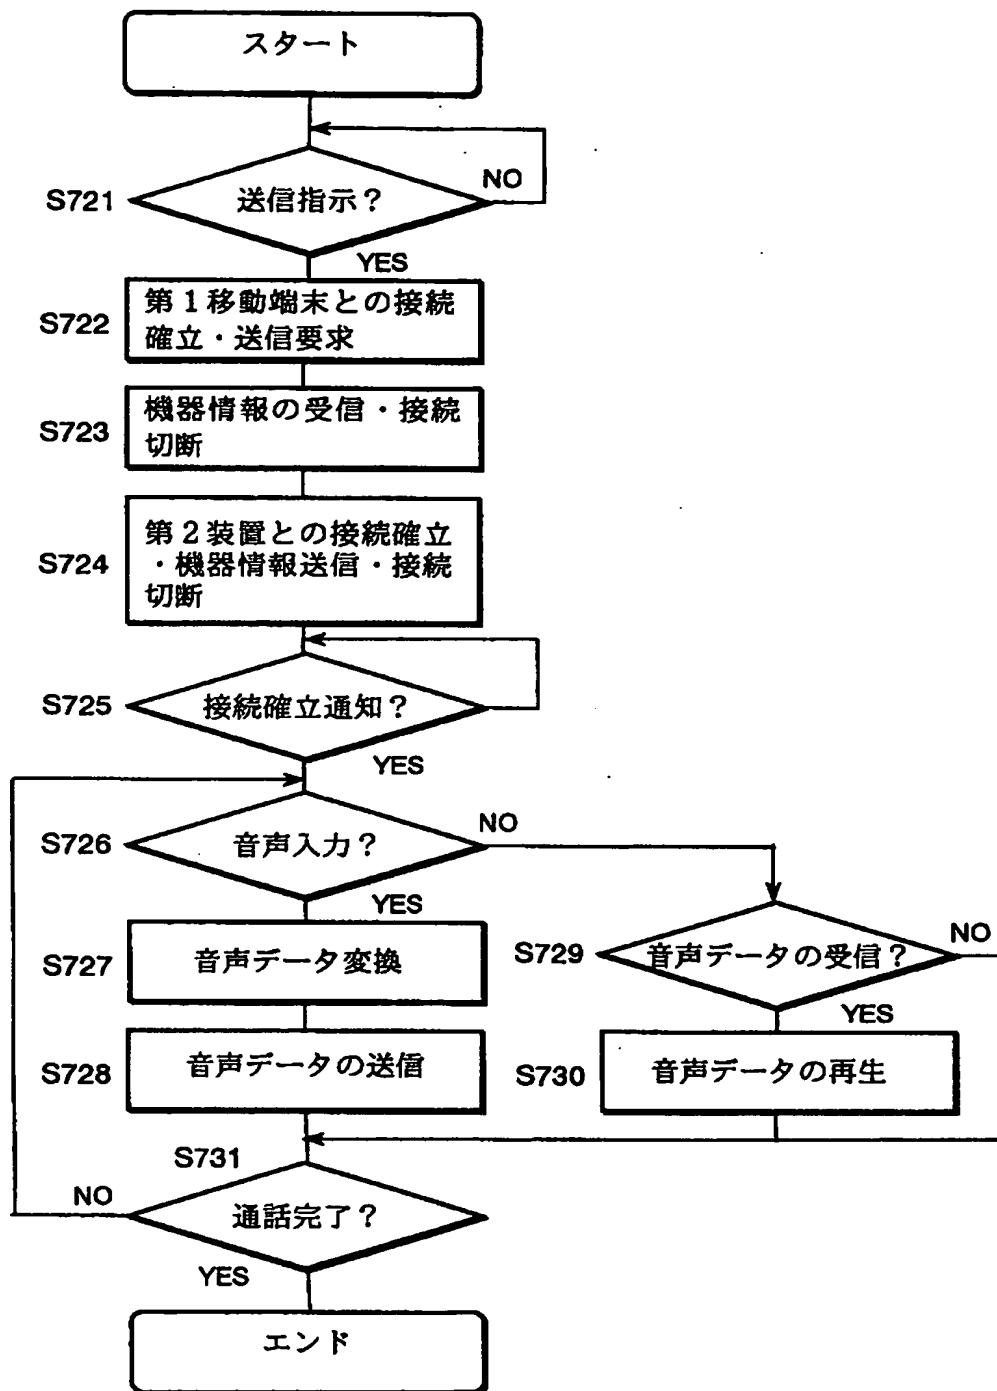 スタート
S721
送信指示？
NO
YES
S722
第１移動端末との接続
確立・送信要求
S723
機器情報の受信・接続
切断
S724
第２装置との接続確立
・機器情報送信・接続
切断
S725
接続確立通知？
YES
S726
音声入力？
NO
YES
S727
音声データ変換
S728
音声データの送信
S729
音声データの受信？
NO
YES
S730
音声データの再生
S731
通話完了？
NO
YES
エンド